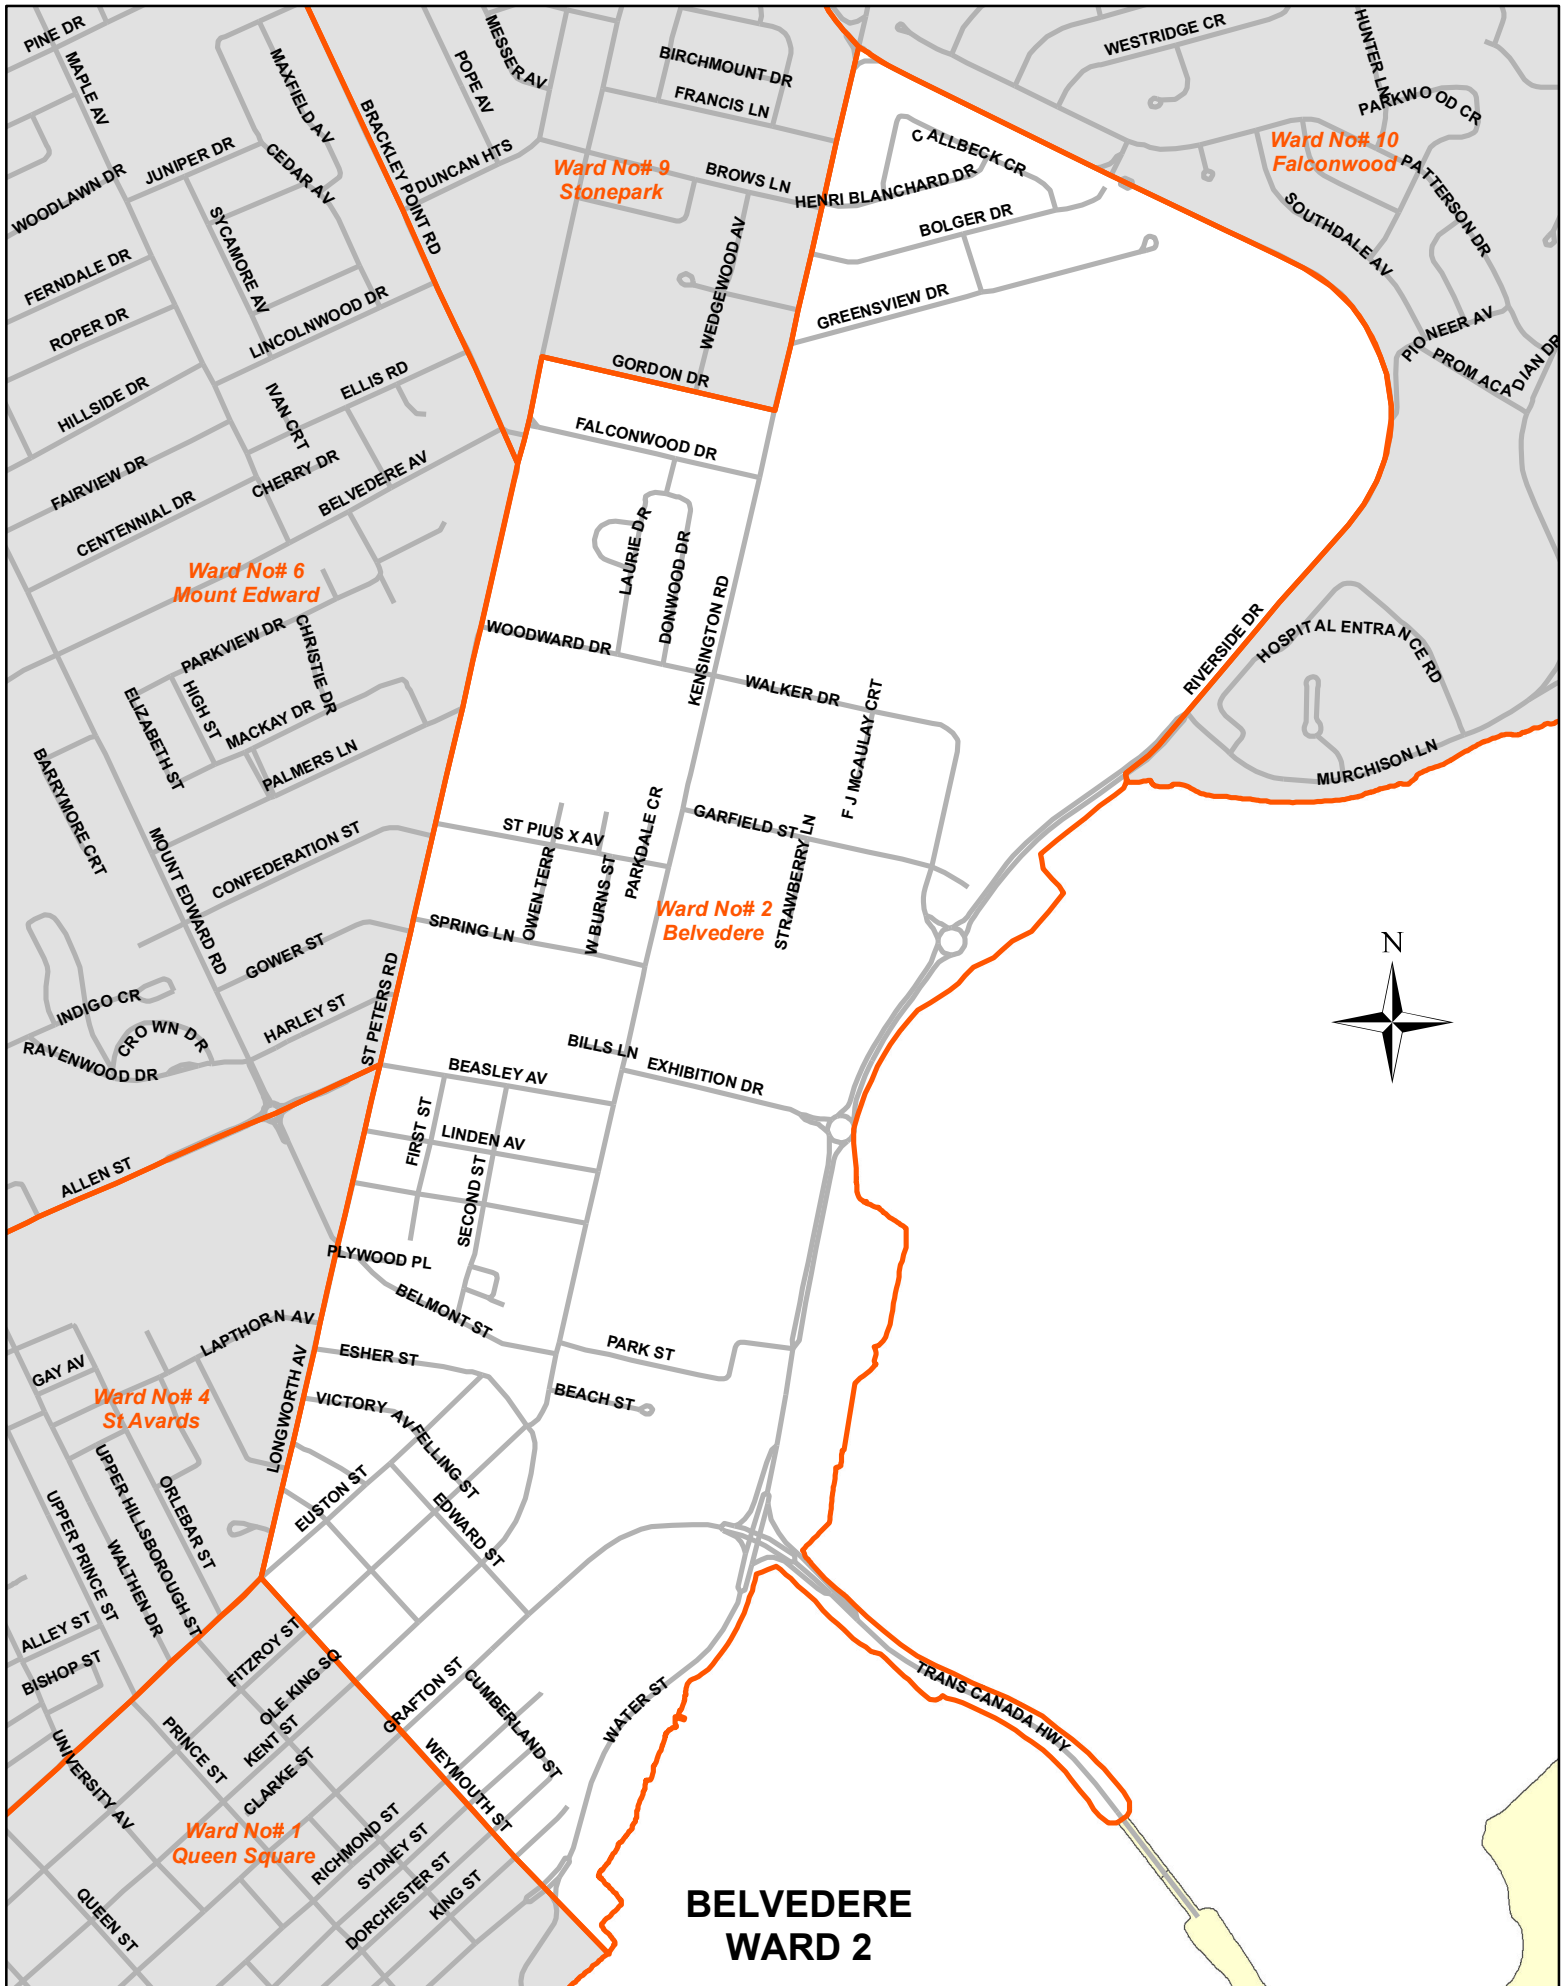 PINE DR
MAPLE AV
MAXFIELD AV
MESSER AV
POPE AV
BIRCHMOUNT DR
FRANCIS LN
WESTRIDGE CR
HUNTER LN
PARKWOOD CR
BRACKLEY POINT RD
JUNIPER DR
CEDAR AV
DUNCAN HTS
Ward No# 9
Stonepark
BROWS LN
CALLBECK CR
HENRI BLANCHARD DR
Ward No# 10
Falconwood
PATTERSON DR
WOODLAWN DR
SYCAMORE AV
WEDGEWOOD AV
BOLGER DR
SOUTHDALE AV
FERNDALE DR
ROPER DR
LINCOLNWOOD DR
GREENSVIEW DR
PIONEER AV
PROM ACADIAN DR
HILLSIDE DR
IVAN CRT
ELLIS RD
GORDON DR
FALCONWOOD DR
FAIRVIEW DR
CHERRY DR
BELVEDERE AV
CENTENNIAL DR
LAURIE DR
DONWOOD DR
KENSINGTON RD
Ward No# 6
Mount Edward
PARKVIEW DR
CHRISTIE DR
WOODWARD DR
WALKER DR
RIVERSIDE DR
HOSPITAL ENTRANCE RD
ELIZABETH ST
HIGH ST
MACKAY DR
F J MCAULAY CRT
PALMERS LN
MURCHISON LN
BARRYMORE CRT
MOUNT EDWARD RD
CONFEDERATION ST
ST PIUS X AV
PARKDALE CR
GARFIELD ST
OWEN TERR
W BURNS ST
STRAWBERRY LN
Ward No# 2
Belvedere
SPRING LN
GOWER ST
ST PETERS RD
N
INDIGO CR
CROWN DR
HARLEY ST
RAVENWOOD DR
BILLS LN
EXHIBITION DR
BEASLEY AV
FIRST ST
LINDEN AV
ALLEN ST
SECOND ST
PLYWOOD PL
BELMONT ST
LAPTHORN AV
ESHER ST
PARK ST
GAY AV
Ward No# 4
St Avards
LONGWORTH AV
VICTORY AV
BEACH ST
FELLING ST
UPPER PRINCE ST
UPPER HILLSBOROUGH ST
WALTHEN DR
ORLEBAR ST
EUSTON ST
EDWARD ST
ALLEY ST
BISHOP ST
FITZROY ST
OLE KING SQ
GRAFTON ST
CUMBERLAND ST
WATER ST
TRANS CANADA HWY
PRINCE ST
KENT ST
CLARKE ST
UNIVERSITY AV
WEYMOUTH ST
Ward No# 1
Queen Square
RICHMOND ST
SYDNEY ST
DORCHESTER ST
KING ST
QUEEN ST
BELVEDERE
WARD 2